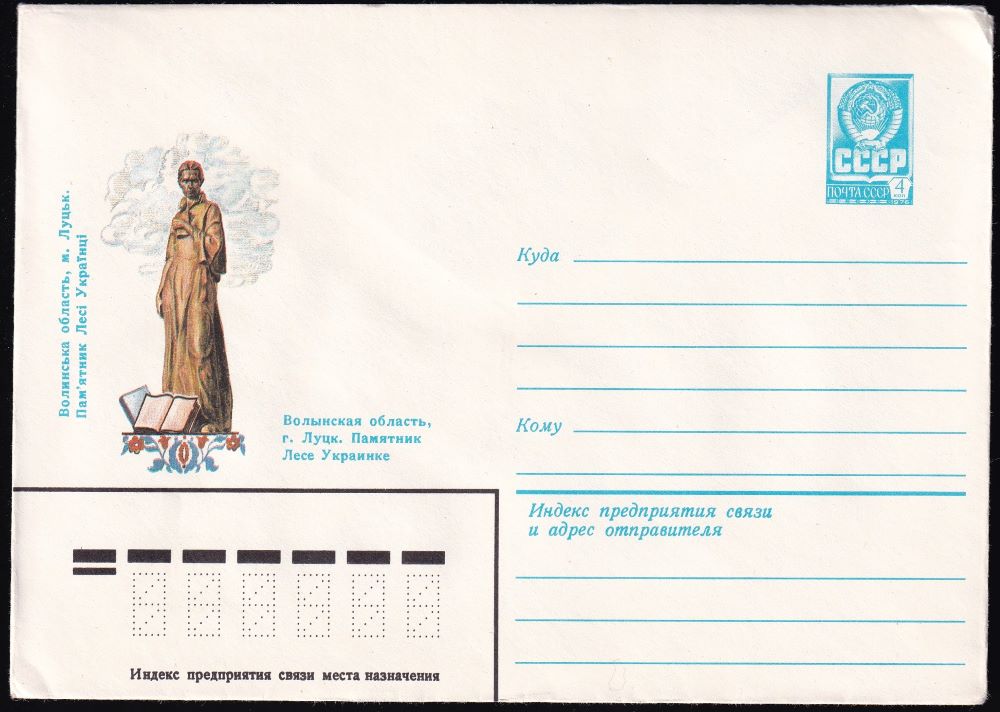 Волинська область, м. Луцьк.
Пам'ятник Лесі Українці
Волынская область,
г. Луцк. Памятник
Лесе Украинке
СССР
ПОЧТА СССР
4
КОП
1976
Куда
Кому
Индекс предприятия связи
и адрес отправителя
Индекс предприятия связи места назначения